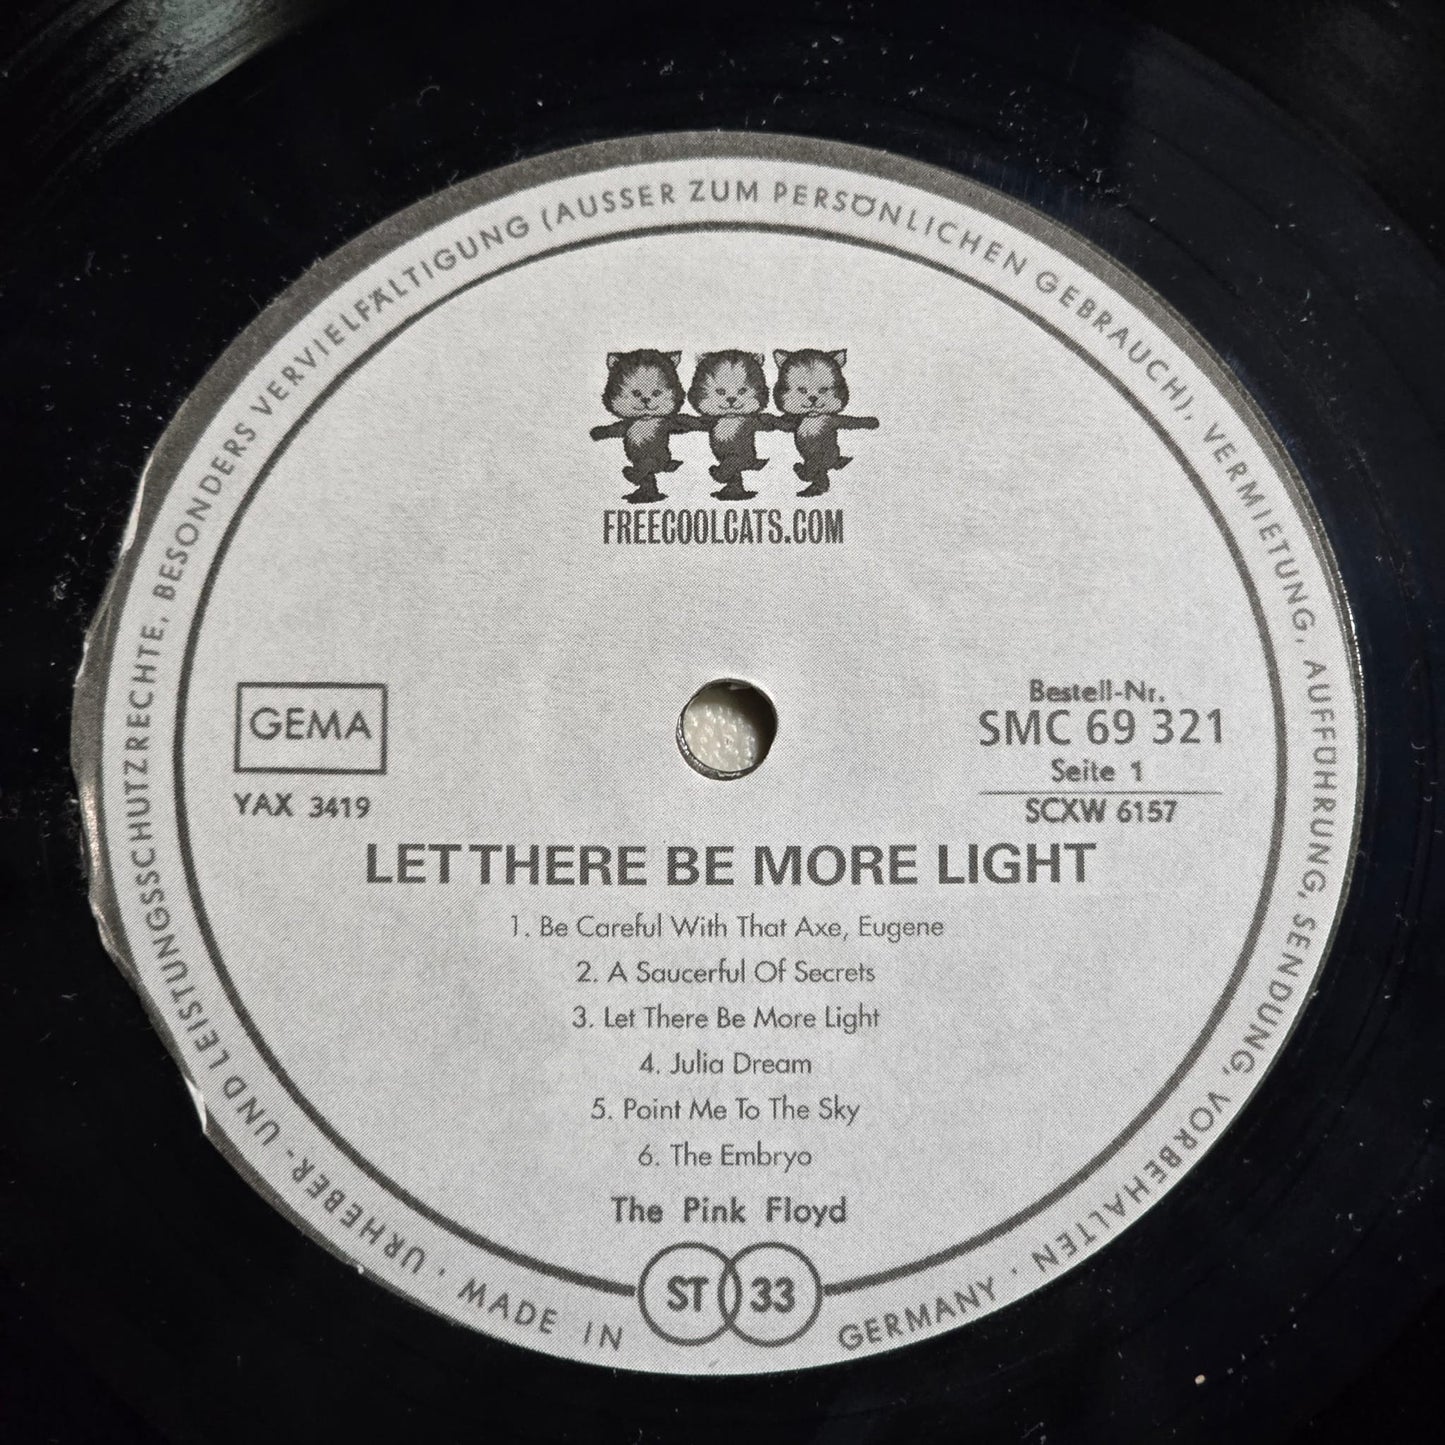 URHEBER- UND LEISTUNGSSCHUTZRECHTE, BESONDERS VERVIELFÄLTIGUNG (AUSSER ZUM PERSÖNLICHEN GEBRAUCH), VERMIETUNG, AUFFÜHRUNG, SENDUNG, VORBEHALTEN ·
FREECOOLCATS.COM
GEMA
YAX 3419
Bestell-Nr.
SMC 69 321
Seite 1
SCXW 6157
LET THERE BE MORE LIGHT
1. Be Careful With That Axe, Eugene
2. A Saucerful Of Secrets
3. Let There Be More Light
4. Julia Dream
5. Point Me To The Sky
6. The Embryo
The Pink Floyd
ST 33
· MADE IN GERMANY